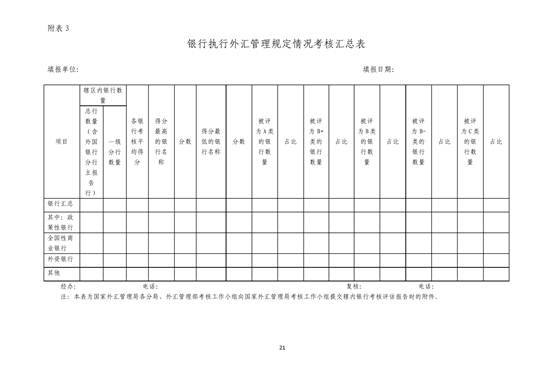 附表 3
银行执行外汇管理规定情况考核汇总表
填报单位: 填报日期:
项目
辖区内银行数
量
总行
数量
（含
外国
银行
分行
主报
告
行）
一级
分行
数量
各银
行考
核平
均得
分
得分
最高
的银
行名
称
分数
得分最
低的银
行名称
分数
被评
为 A 类
的银
行数
量
占比
被评
为 B+
类的
银行
数量
占比
被评
为 B 类
的银
行数
量
占比
被评
为 B-
类的
银行
数量
占比
被评
为 C 类
的银
行数
量
占比
银行汇总
其中: 政
策性银行
全国性商
业银行
外资银行
其他
经办: 电话: 复核: 电话:
注: 本表为国家外汇管理局各分局、外汇管理部考核工作小组向国家外汇管理局考核工作小组提交辖内银行考核评估报告时的附件。
21